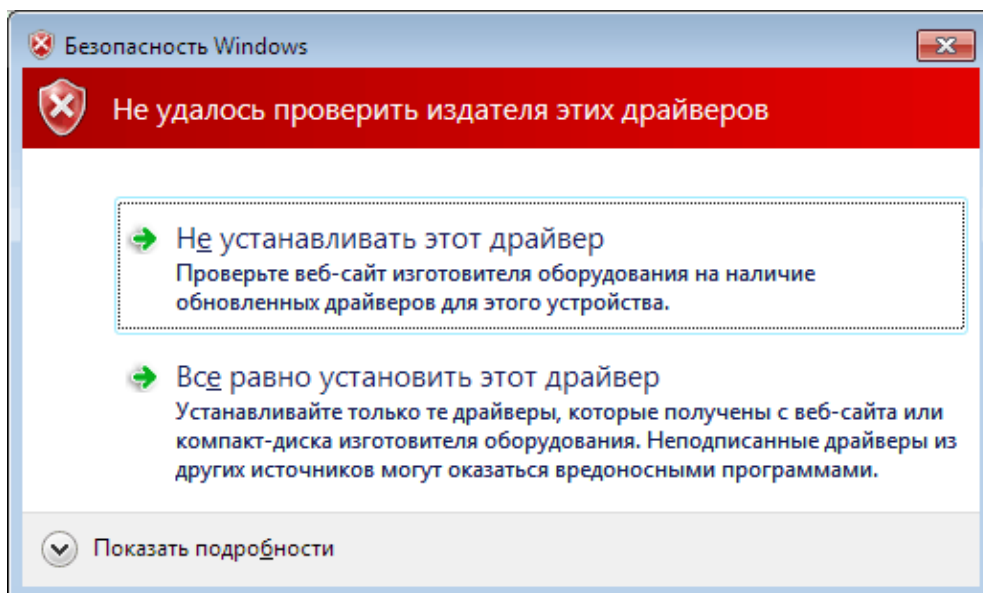 Безопасность Windows
Не удалось проверить издателя этих драйверов
Не устанавливать этот драйвер
Проверьте веб-сайт изготовителя оборудования на наличие
обновленных драйверов для этого устройства.
Все равно установить этот драйвер
Устанавливайте только те драйверы, которые получены с веб-сайта или
компакт-диска изготовителя оборудования. Неподписанные драйверы из
других источников могут оказаться вредоносными программами.
Показать подробности